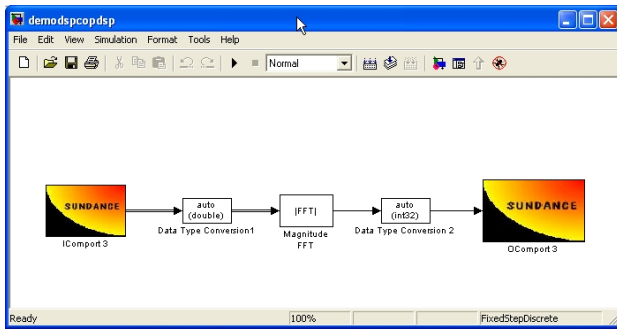 demodspcopdsp
File Edit View Simulation Format Tools Help
Normal
SUNDANCE
IComport 3
auto
(double)
Data Type Conversion1
|FFT|
Magnitude
FFT
auto
(int32)
Data Type Conversion 2
SUNDANCE
OComport 3
Ready 100% FixedStepDiscrete